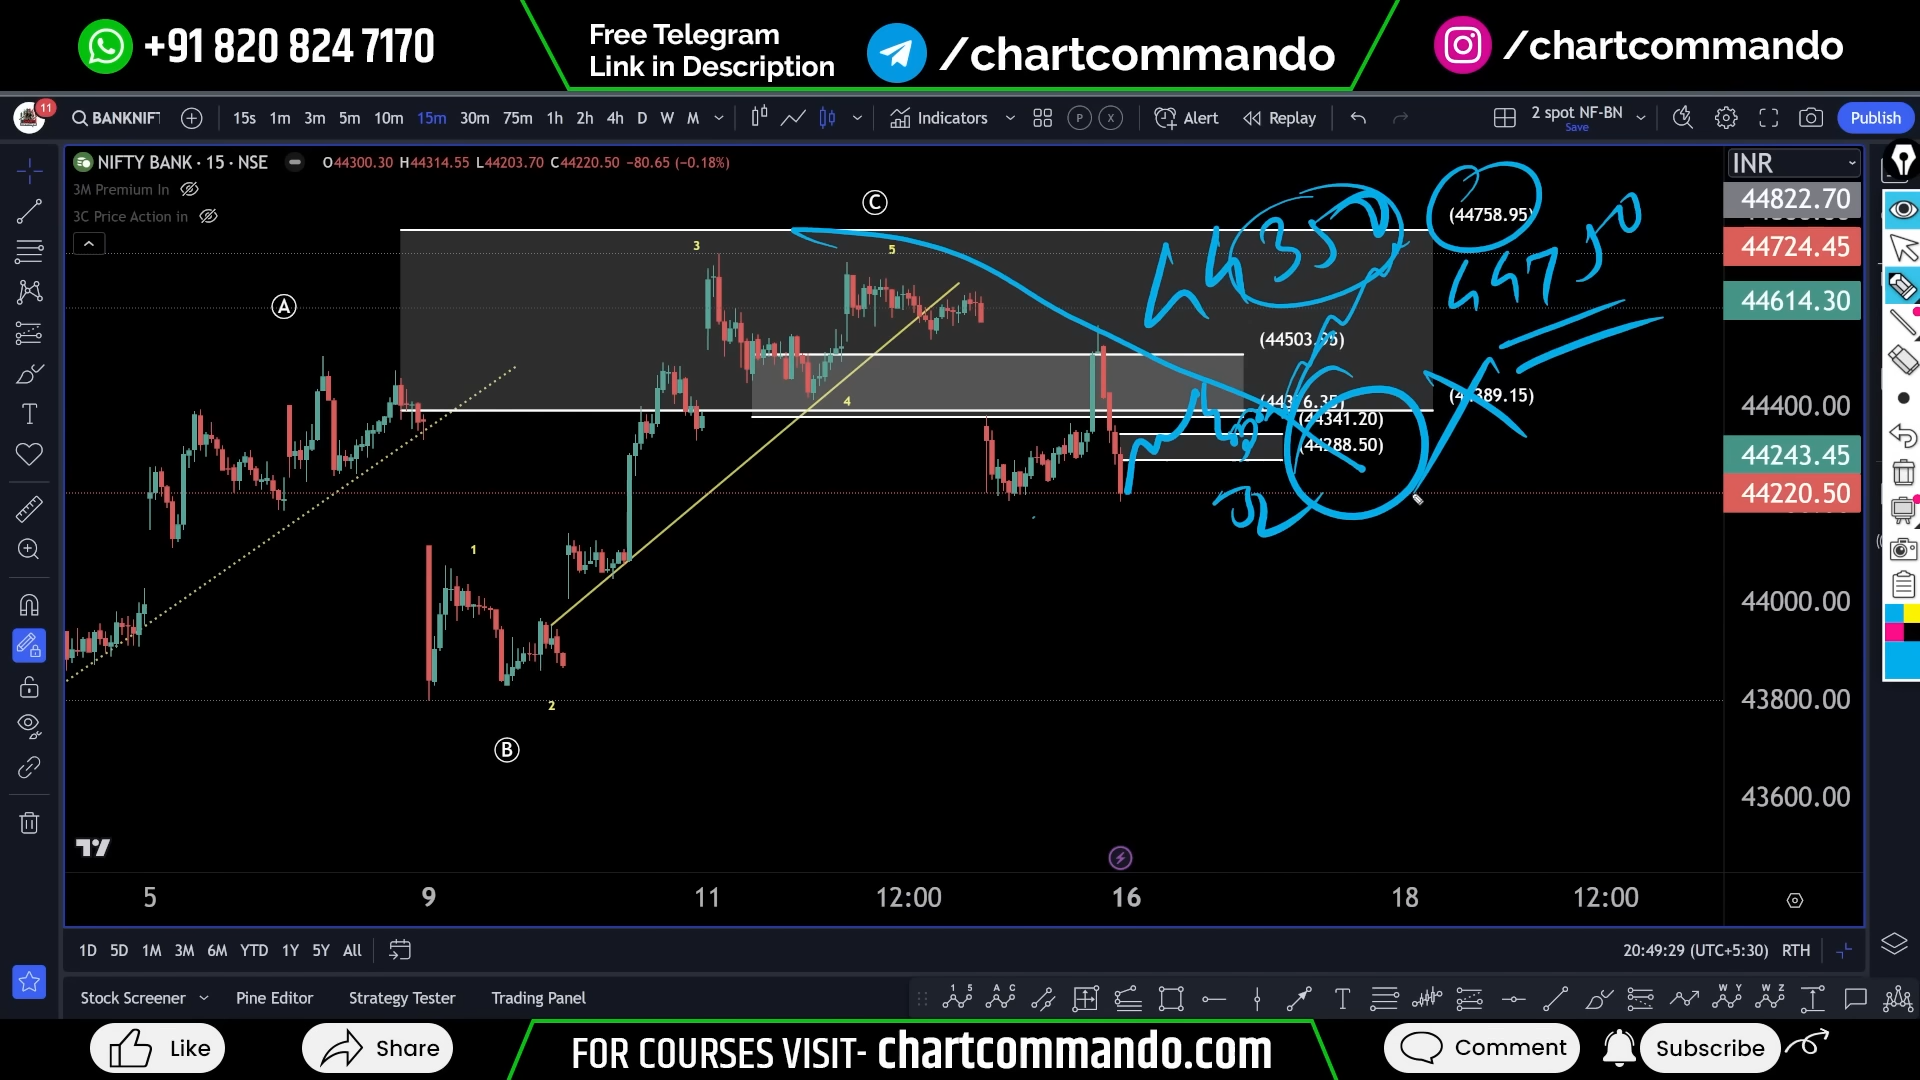 +91 820 824 7170
Free Telegram
Link in Description
/chartcommando
/chartcommando
11
BANKNIFT
15s 1m 3m 5m 10m 15m 30m 75m 1h 2h 4h D W M
Indicators
P X
Alert
Replay
2 spot NF-BN
Save
Publish
NIFTY BANK · 15 · NSE
O44300.30 H44314.55 L44203.70 C44220.50 −80.65 (−0.18%)
3M Premium In
3C Price Action in
INR
44822.70
44724.45
44614.30
44400.00
44243.45
44220.50
44000.00
43800.00
43600.00
A
B
C
1
2
3
4
5
(44758.95)
44350
44750
(44503.95)
(44341.20)
(44288.50)
32
5 9 11 12:00 16 18 12:00
1D 5D 1M 3M 6M YTD 1Y 5Y All
20:49:29 (UTC+5:30) RTH
Stock Screener Pine Editor Strategy Tester Trading Panel
Like
Share
FOR COURSES VISIT- chartcommando.com
Comment
Subscribe